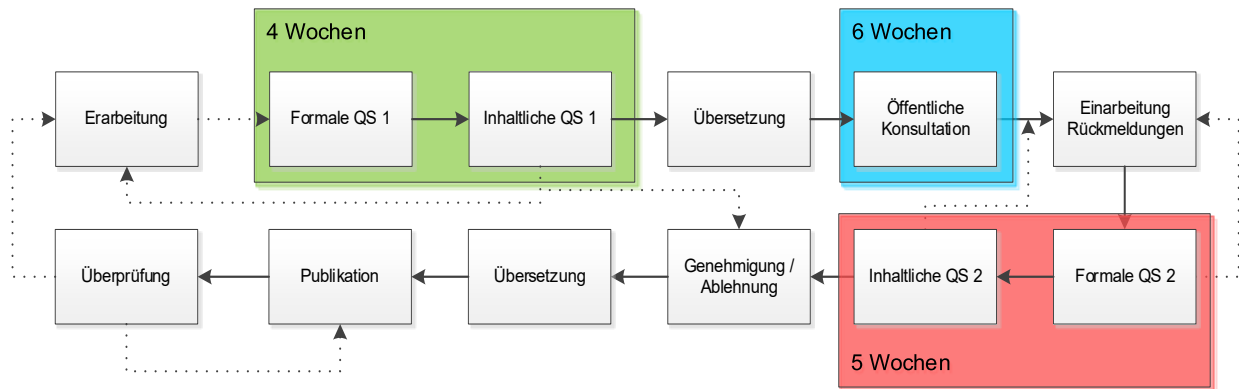 4 Wochen
6 Wochen
Erarbeitung
Formale QS 1
Inhaltliche QS 1
Übersetzung
Öffentliche
Konsultation
Einarbeitung
Rückmeldungen
Überprüfung
Publikation
Übersetzung
Genehmigung /
Ablehnung
Inhaltliche QS 2
Formale QS 2
5 Wochen